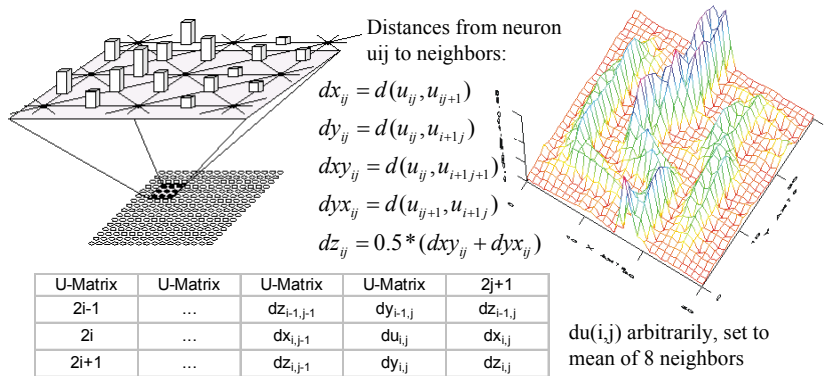 Distances from neuron
uij to neighbors:
dx_ij = d(u_ij, u_ij+1)
dy_ij = d(u_ij, u_i+1j)
dxy_ij = d(u_ij, u_i+1j+1)
dyx_ij = d(u_ij+1, u_i+1j)
dz_ij = 0.5*(dxy_ij + dyx_ij)
U-Matrix U-Matrix U-Matrix U-Matrix 2j+1
2i-1 ... dz_i-1,j-1 dy_i-1,j dz_i-1,j
2i ... dx_i,j-1 du_i,j dx_i,j
2i+1 ... dz_i,j-1 dy_i,j dz_i,j
du(i,j) arbitrarily, set to
mean of 8 neighbors